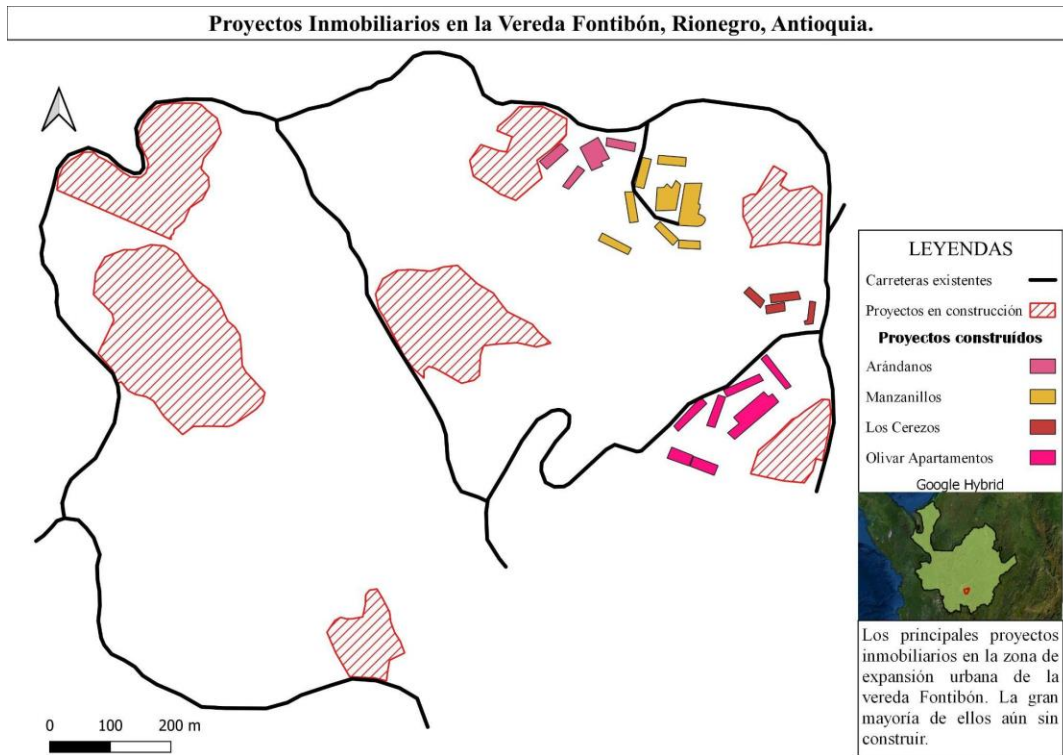 Proyectos Inmobiliarios en la Vereda Fontibón, Rionegro, Antioquia.
LEYENDAS
Carreteras existentes
Proyectos en construcción
Proyectos construídos
Arándanos
Manzanillos
Los Cerezos
Olivar Apartamentos
Google Hybrid
Los principales proyectos
inmobiliarios en la zona de
expansión urbana de la
vereda Fontibón. La gran
mayoría de ellos aún sin
construir.
0 100 200 m